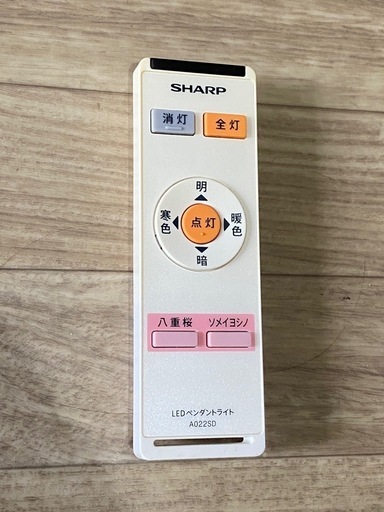 SHARP
消灯 全灯
明
寒色 点灯 暖色
暗
八重桜 ソメイヨシノ
LEDペンダントライト
A022SD